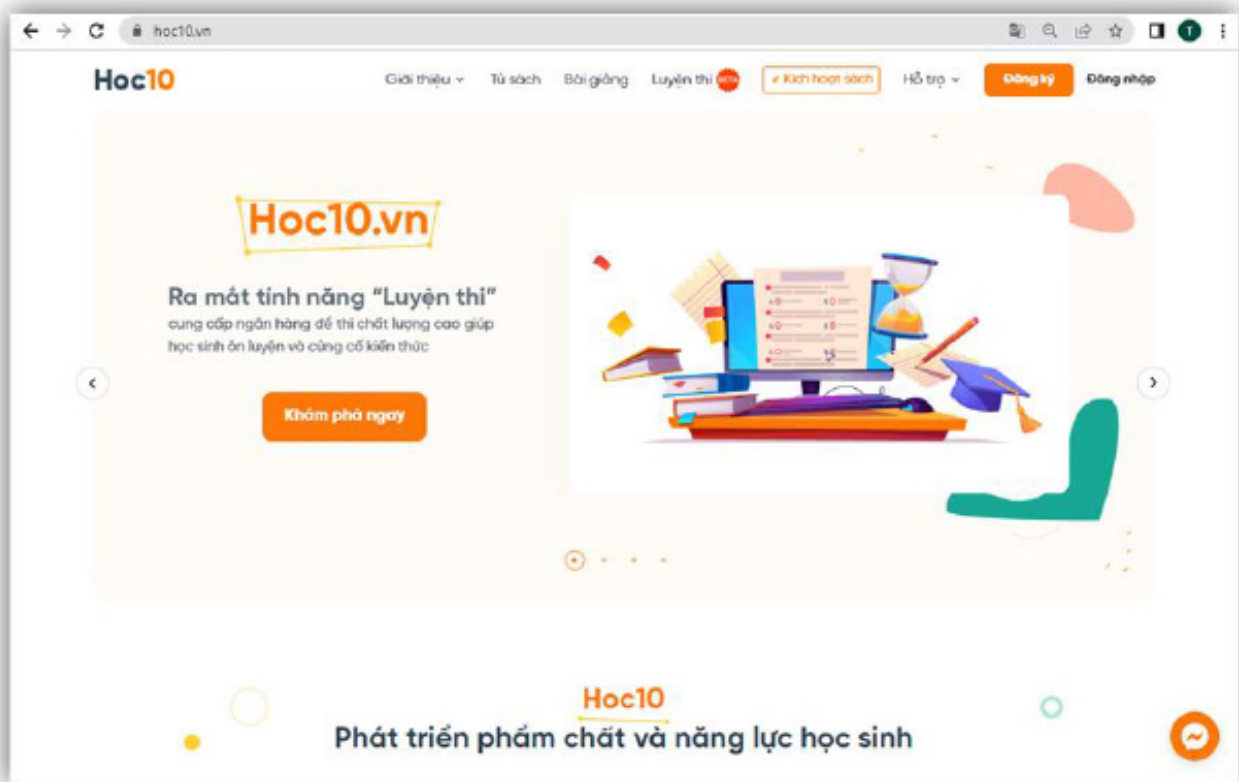 hoc10.vn
T
Hoc10
Giới thiệu Tủ sách Bài giảng Luyện thi BETA Kích hoạt sách Hỗ trợ Đăng ký Đăng nhập
Hoc10.vn
Ra mắt tính năng “Luyện thi”
cung cấp ngân hàng đề thi chất lượng cao giúp
học sinh ôn luyện và củng cố kiến thức
Khám phá ngay
Hoc10
Phát triển phẩm chất và năng lực học sinh